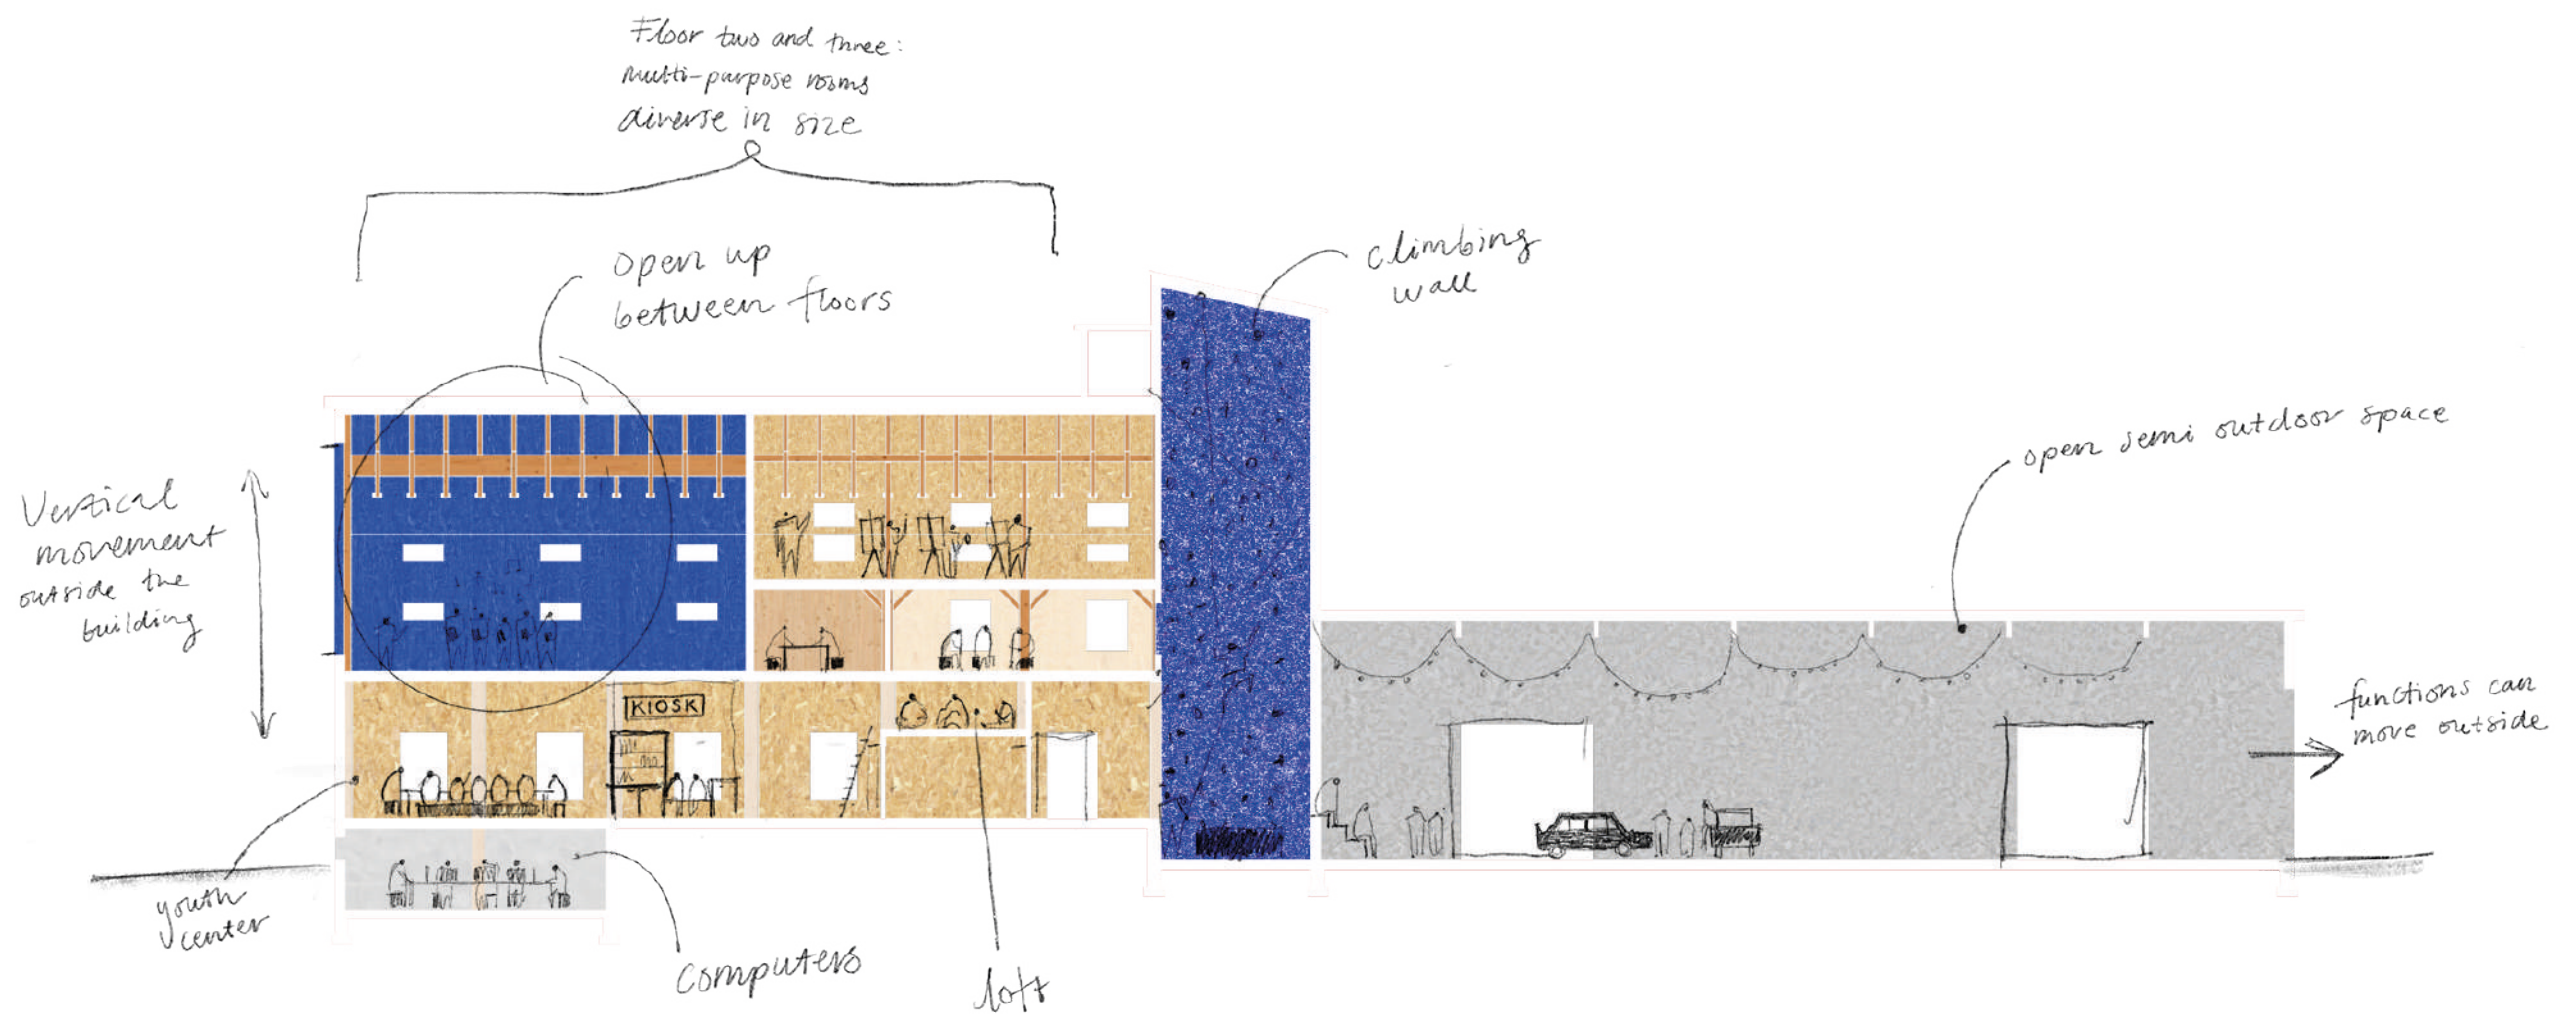 Floor two and three:
multi-purpose rooms
diverse in size
open up
between floors
climbing
wall
open semi outdoor space
Vertical
movement
outside the
building
KIOSK
functions can
move outside
youth
center
computers
loft